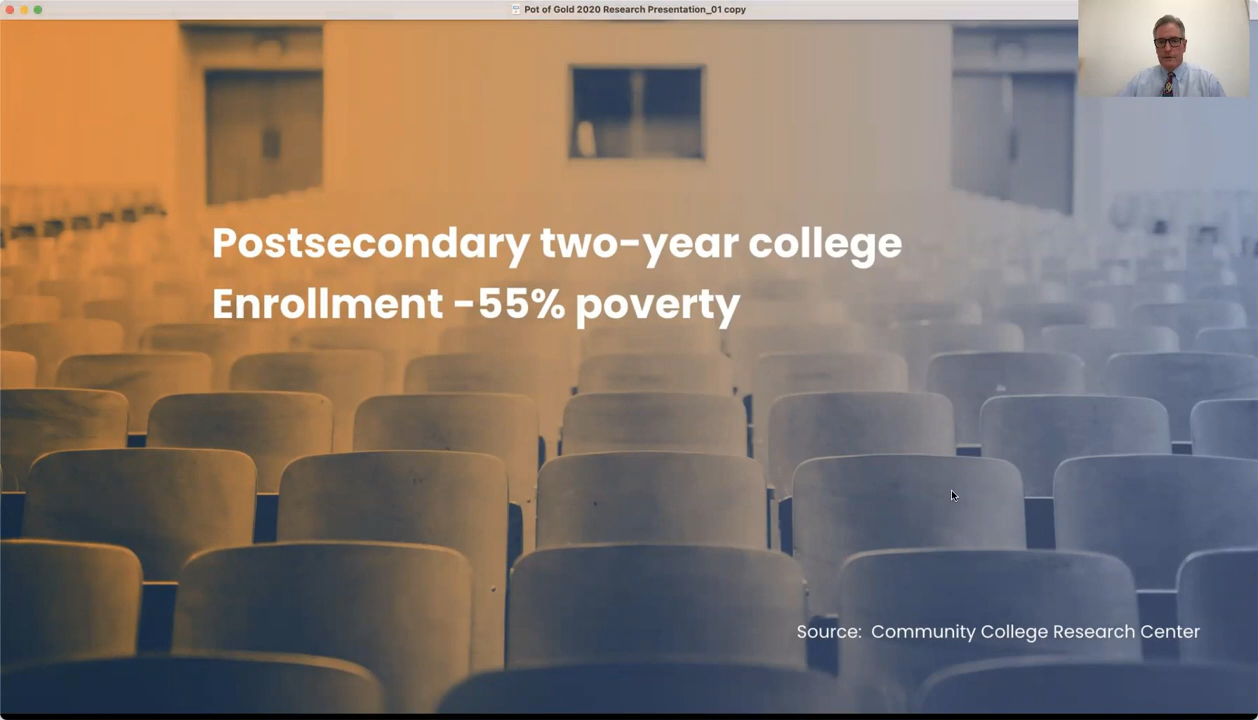 Pot of Gold 2020 Research Presentation_01 copy
Postsecondary two-year college
Enrollment -55% poverty
Source: Community College Research Center